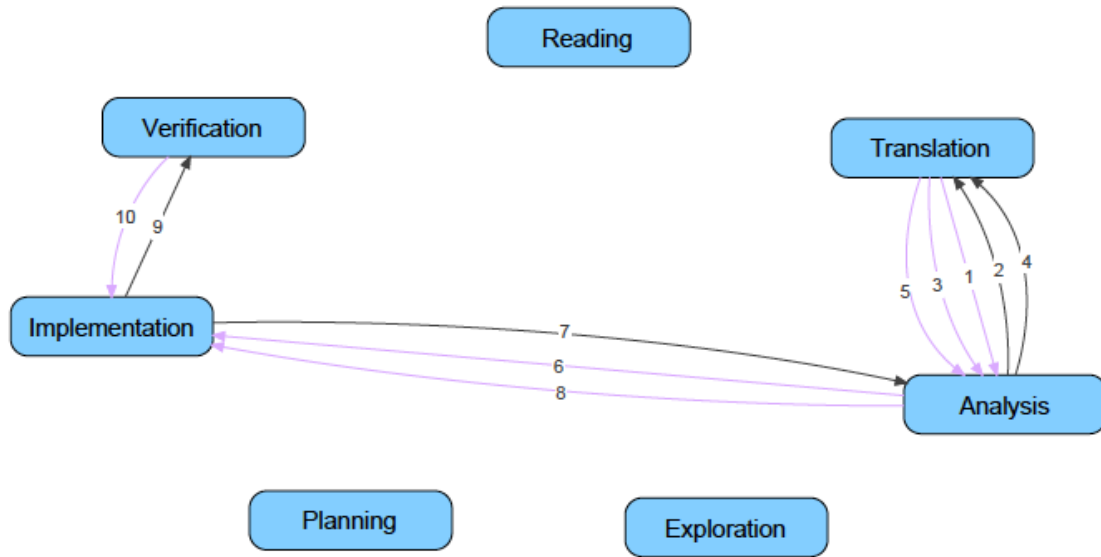 Reading
Verification
Translation
10
9
5
3
1
2
4
Implementation
7
6
8
Analysis
Planning
Exploration